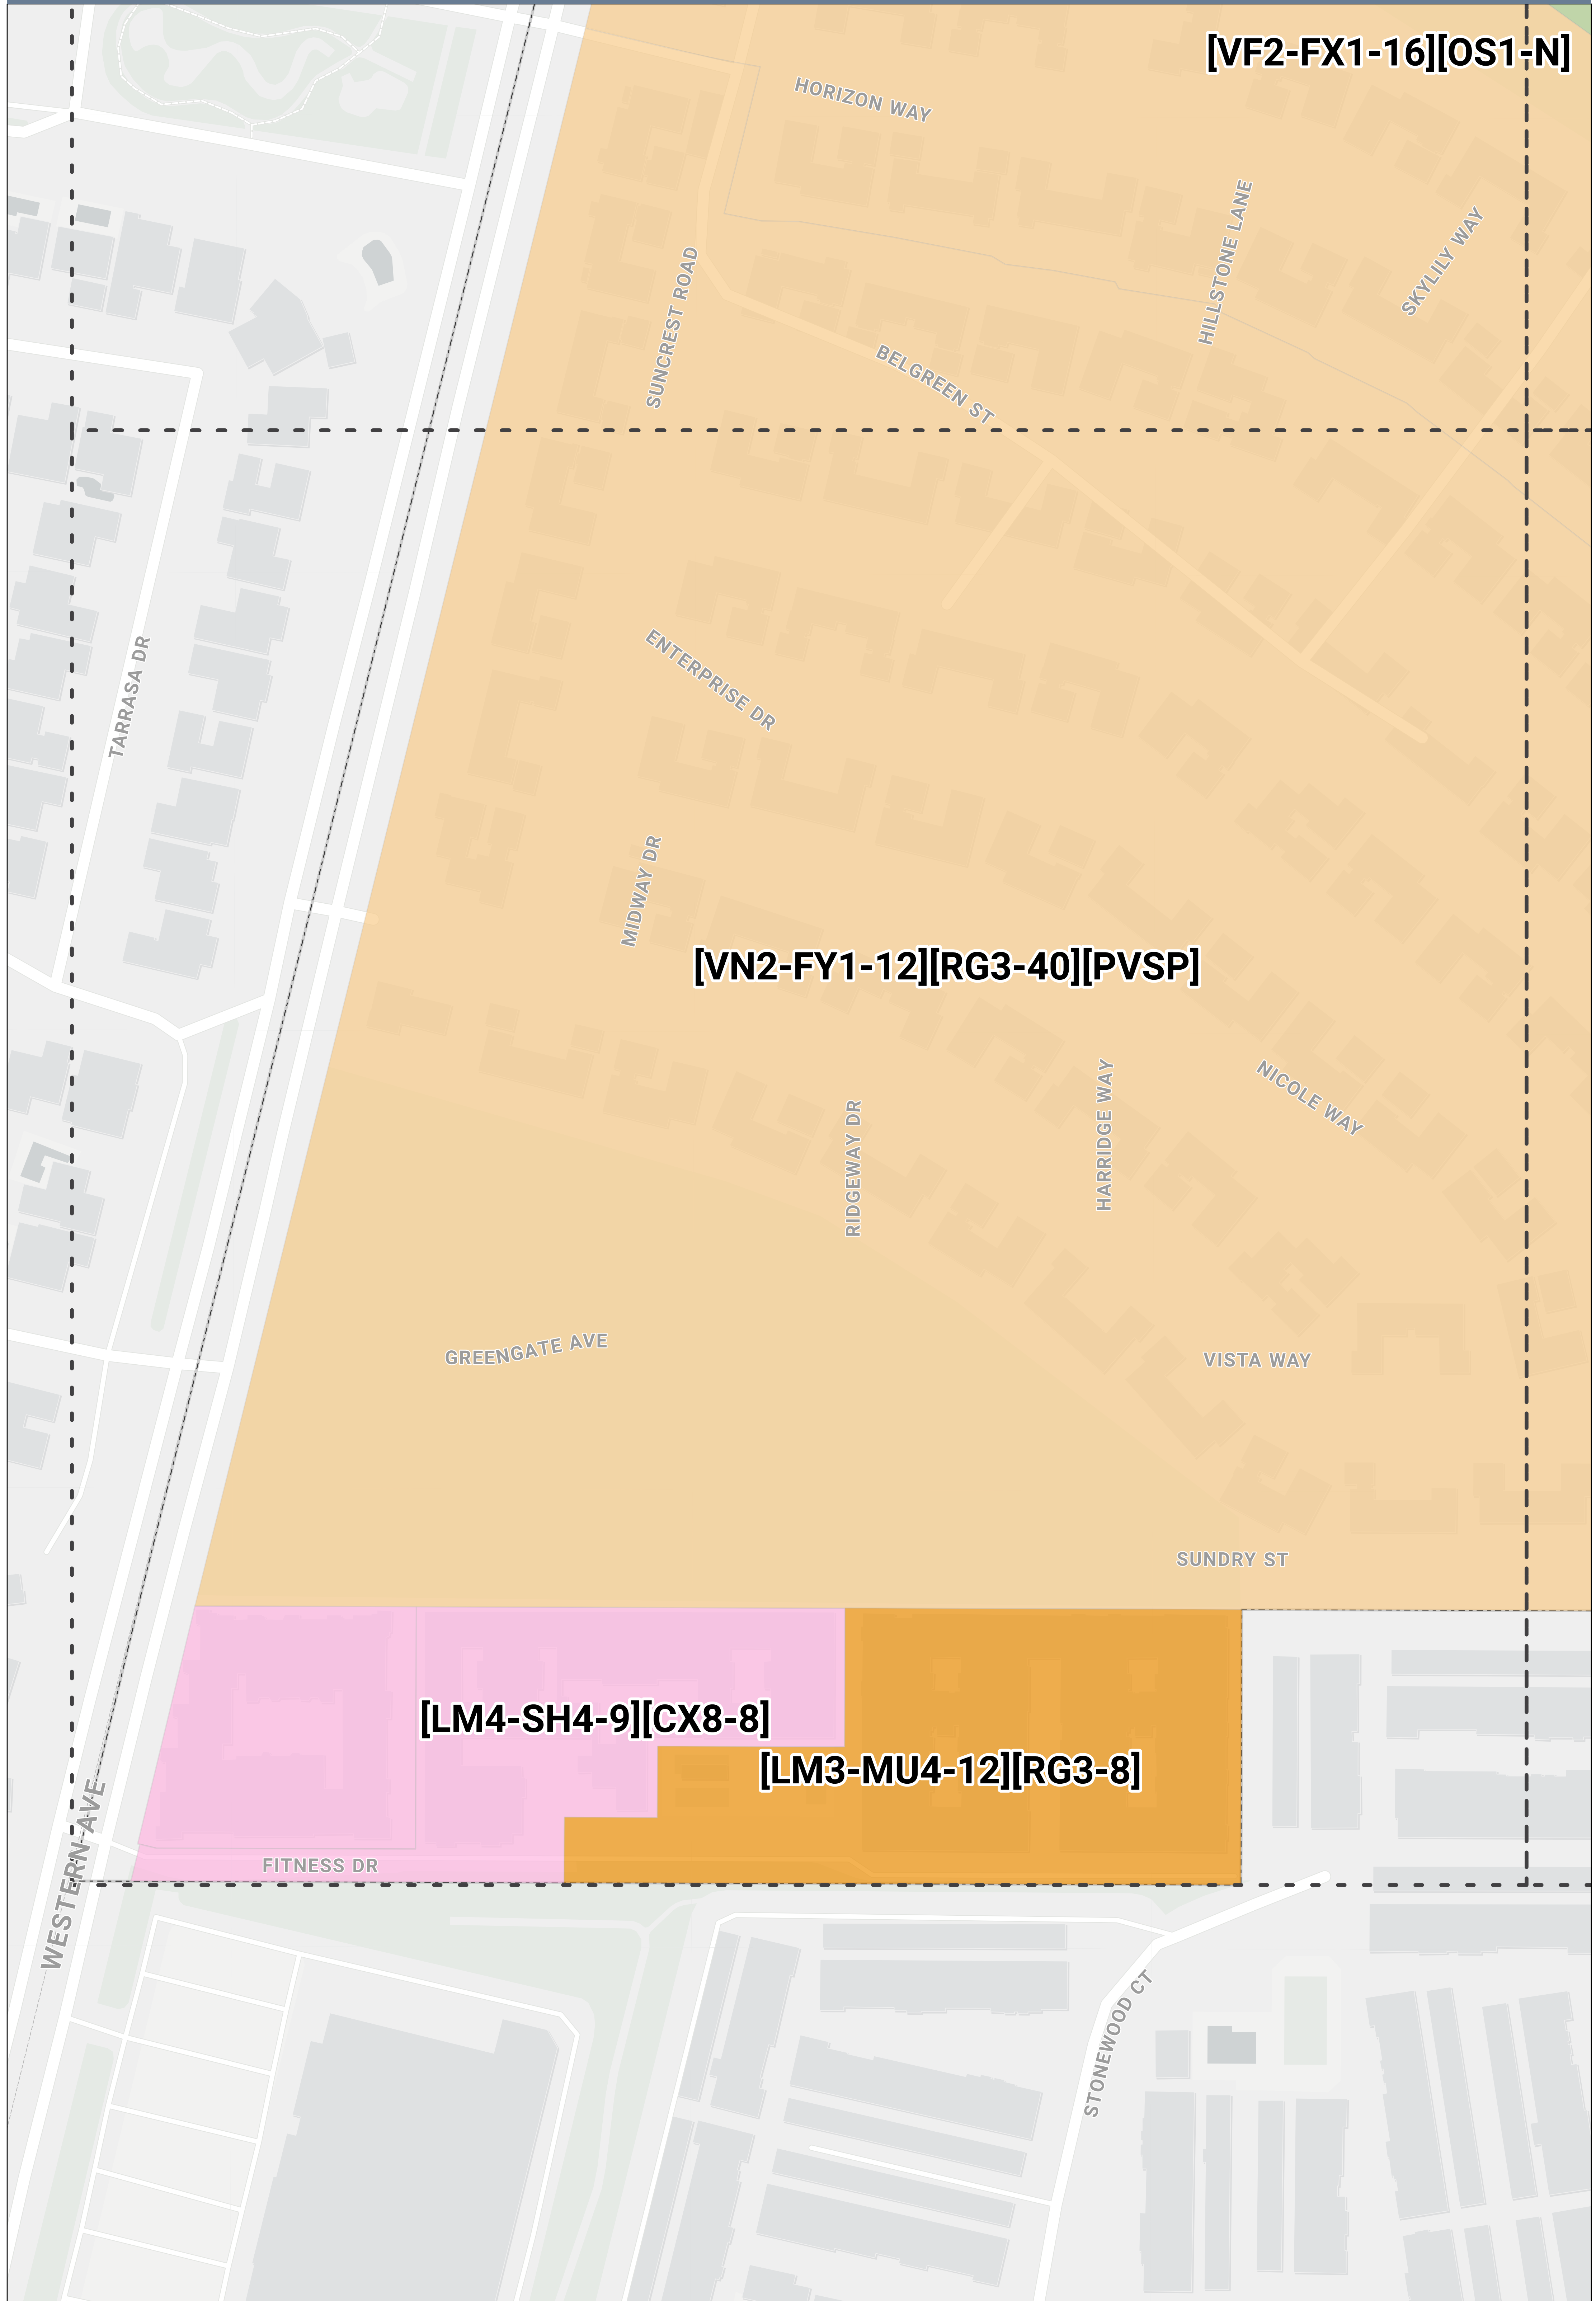 [VF2-FX1-16][OS1-N]
HORIZON WAY
HILLSTONE LANE
SKYLILY WAY
SUNCREST ROAD
BELGREEN ST
ENTERPRISE DR
TARRASA DR
MIDWAY DR
[VN2-FY1-12][RG3-40][PVSP]
RIDGEWAY DR
HARRIDGE WAY
NICOLE WAY
GREENGATE AVE
VISTA WAY
SUNDRY ST
[LM4-SH4-9][CX8-8]
[LM3-MU4-12][RG3-8]
WESTERN AVE
FITNESS DR
STONEWOOD CT